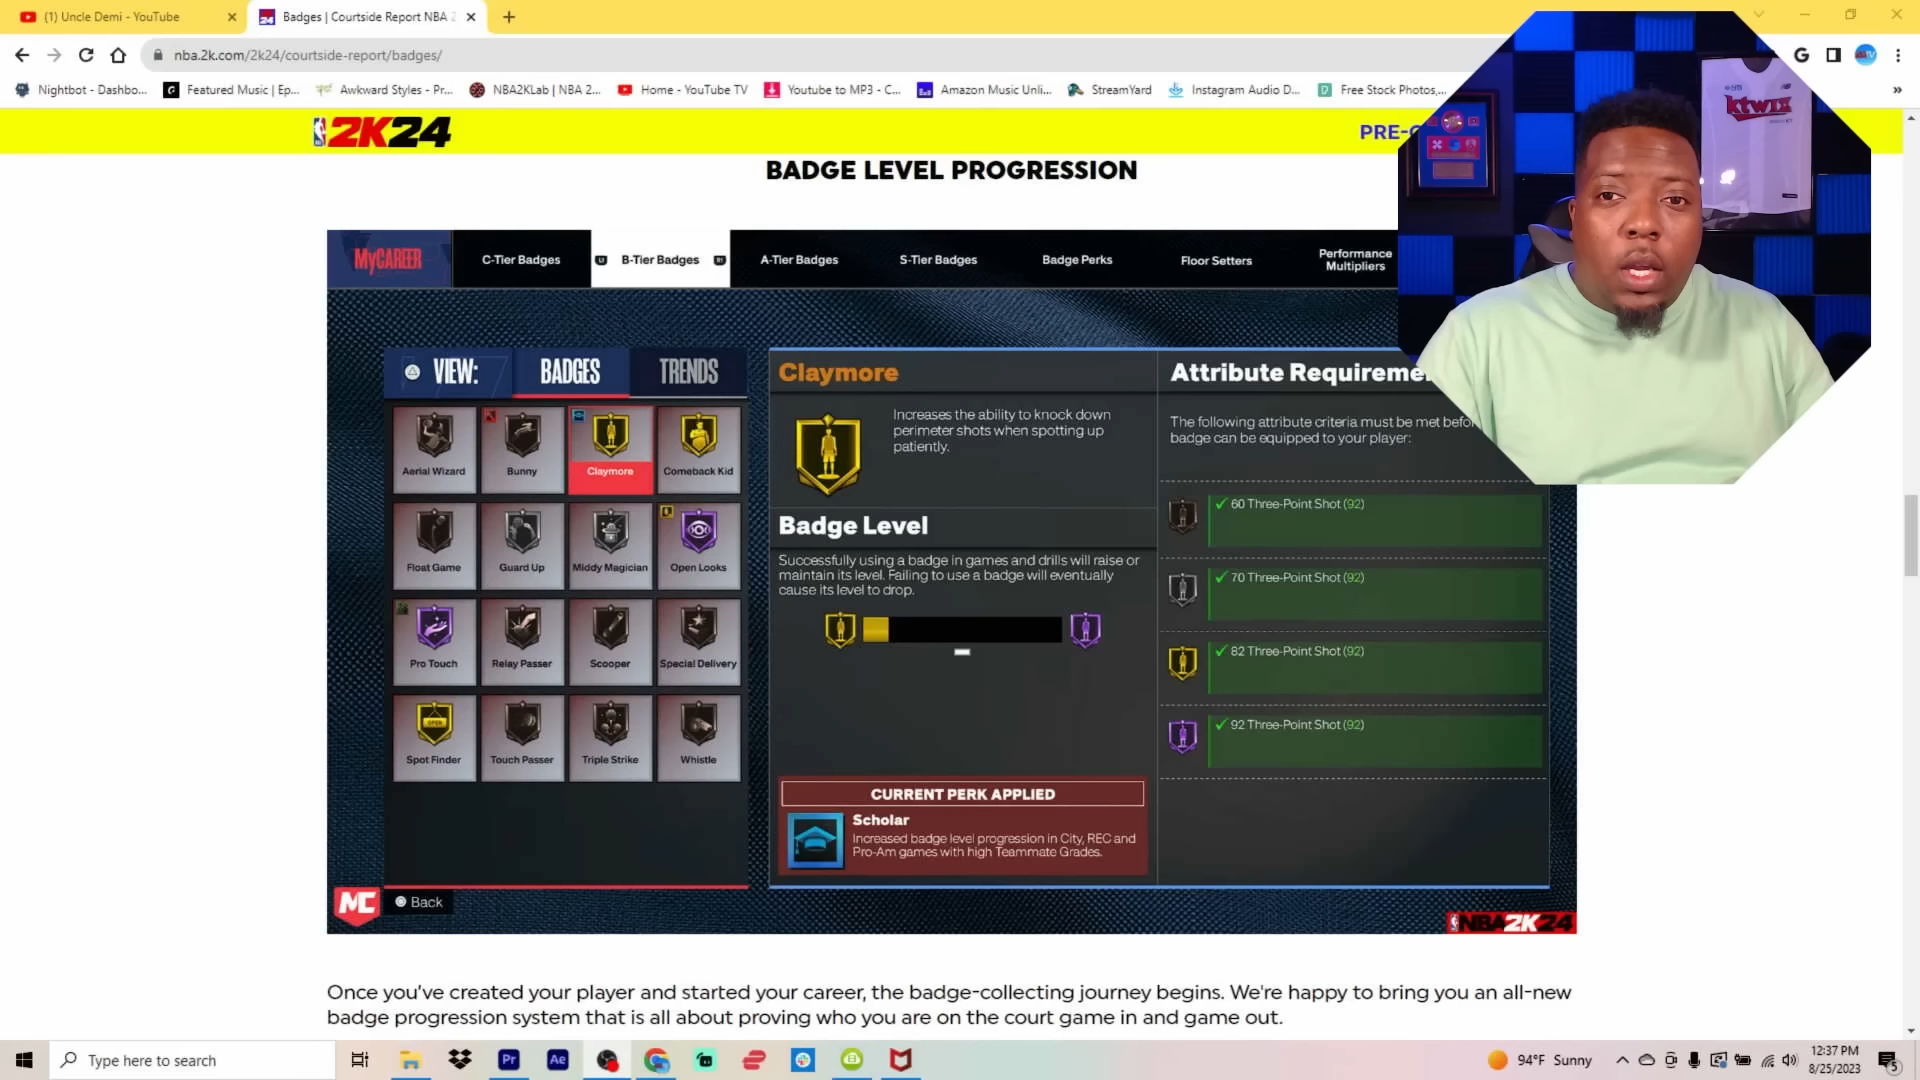 (1) Uncle Demi - YouTube
Badges | Courtside Report NBA 2
nba.2k.com/2k24/courtside-report/badges/
Nightbot - Dashbo...
Featured Music | Ep...
Awkward Styles - Pr...
NBA2KLab | NBA 2...
Home - YouTube TV
Youtube to MP3 - C...
Amazon Music Unli...
StreamYard
Instagram Audio D...
Free Stock Photos,...
2K24
PRE-
ktwiz
BADGE LEVEL PROGRESSION
MyCAREER
C-Tier Badges
B-Tier Badges
A-Tier Badges
S-Tier Badges
Badge Perks
Floor Setters
Performance
Multipliers
VIEW:
BADGES
TRENDS
Aerial Wizard
Bunny
Claymore
Comeback Kid
Float Game
Guard Up
Middy Magician
Open Looks
Pro Touch
Relay Passer
Scooper
Special Delivery
OPEN
Spot Finder
Touch Passer
Triple Strike
Whistle
Claymore
Increases the ability to knock down
perimeter shots when spotting up
patiently.
Badge Level
Successfully using a badge in games and drills will raise or
maintain its level. Failing to use a badge will eventually
cause its level to drop.
CURRENT PERK APPLIED
Scholar
Increased badge level progression in City, REC and
Pro-Am games with high Teammate Grades.
Attribute Requireme
The following attribute criteria must be met befo
badge can be equipped to your player:
60 Three-Point Shot (92)
70 Three-Point Shot (92)
82 Three-Point Shot (92)
92 Three-Point Shot (92)
MC
Back
NBA2K24
Once you've created your player and started your career, the badge-collecting journey begins. We're happy to bring you an all-new
badge progression system that is all about proving who you are on the court game in and game out.
Type here to search
Pr
Ae
94°F Sunny
12:37 PM
8/25/2023
5